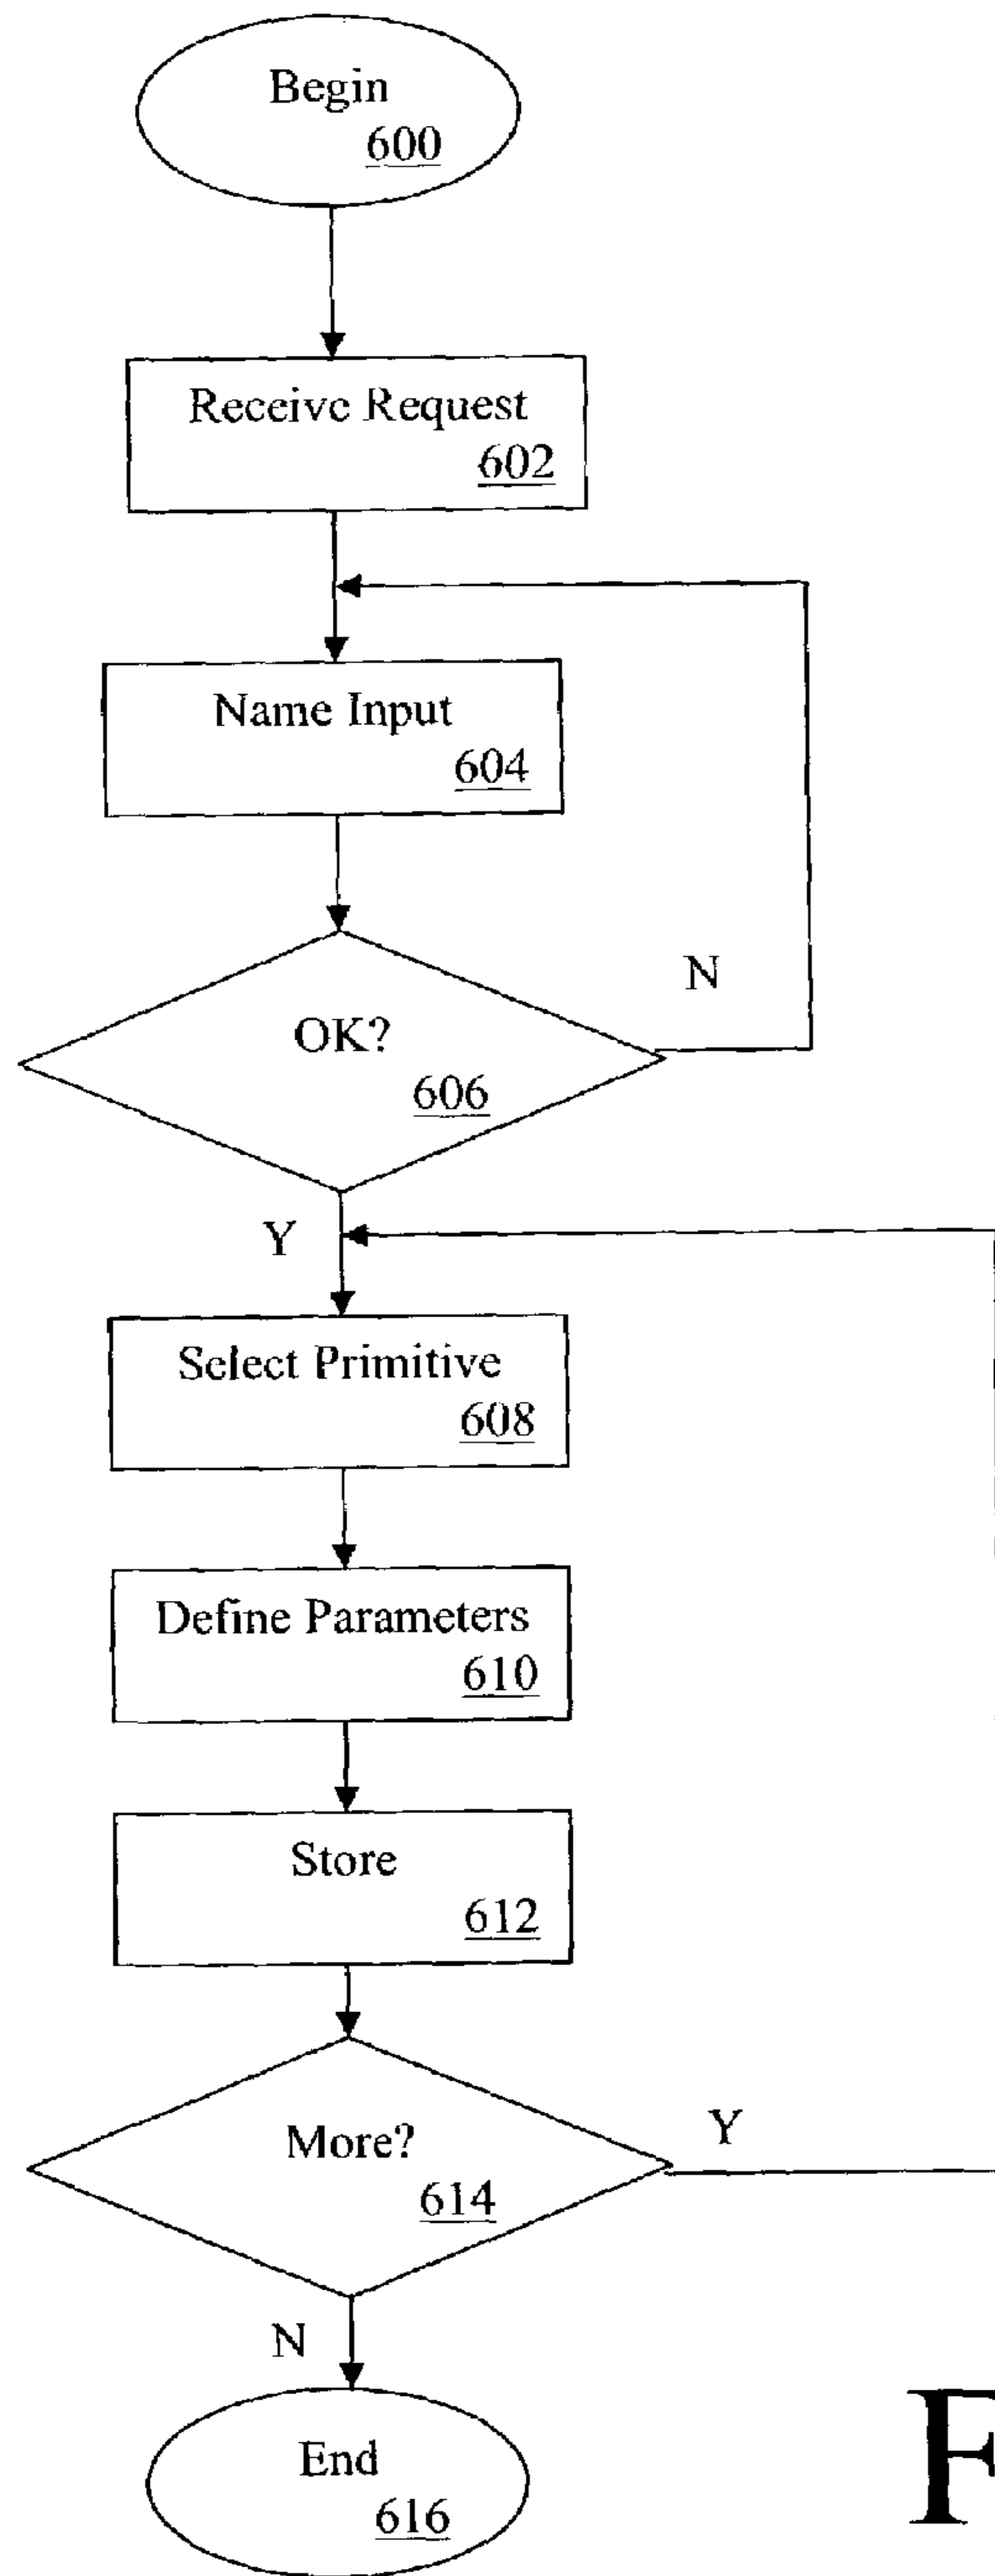 Begin
600
Receive Request
602
Name Input
604
N
OK?
606
Y
Select Primitive
608
Define Parameters
610
Store
612
Y
More?
614
N
End
616
F